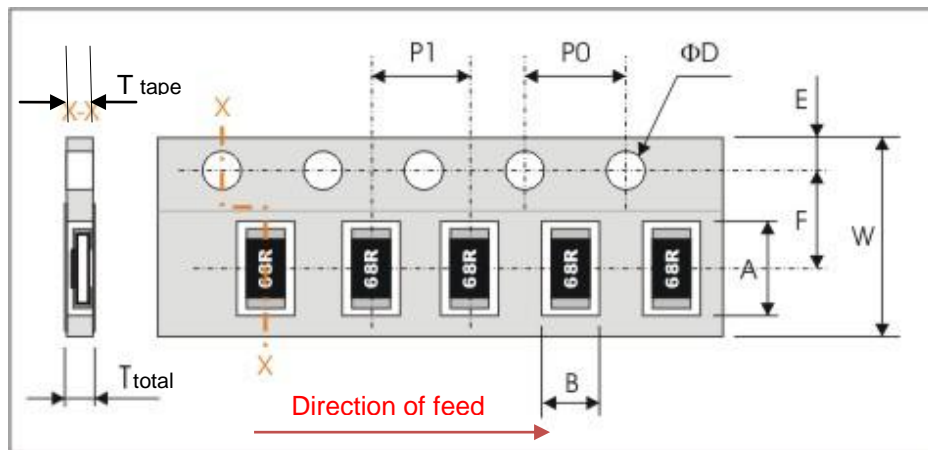 P1
P0
ΦD
T tape
X-X
X
E
F
W
A
68R
68R
68R
68R
68R
X
T total
B
Direction of feed